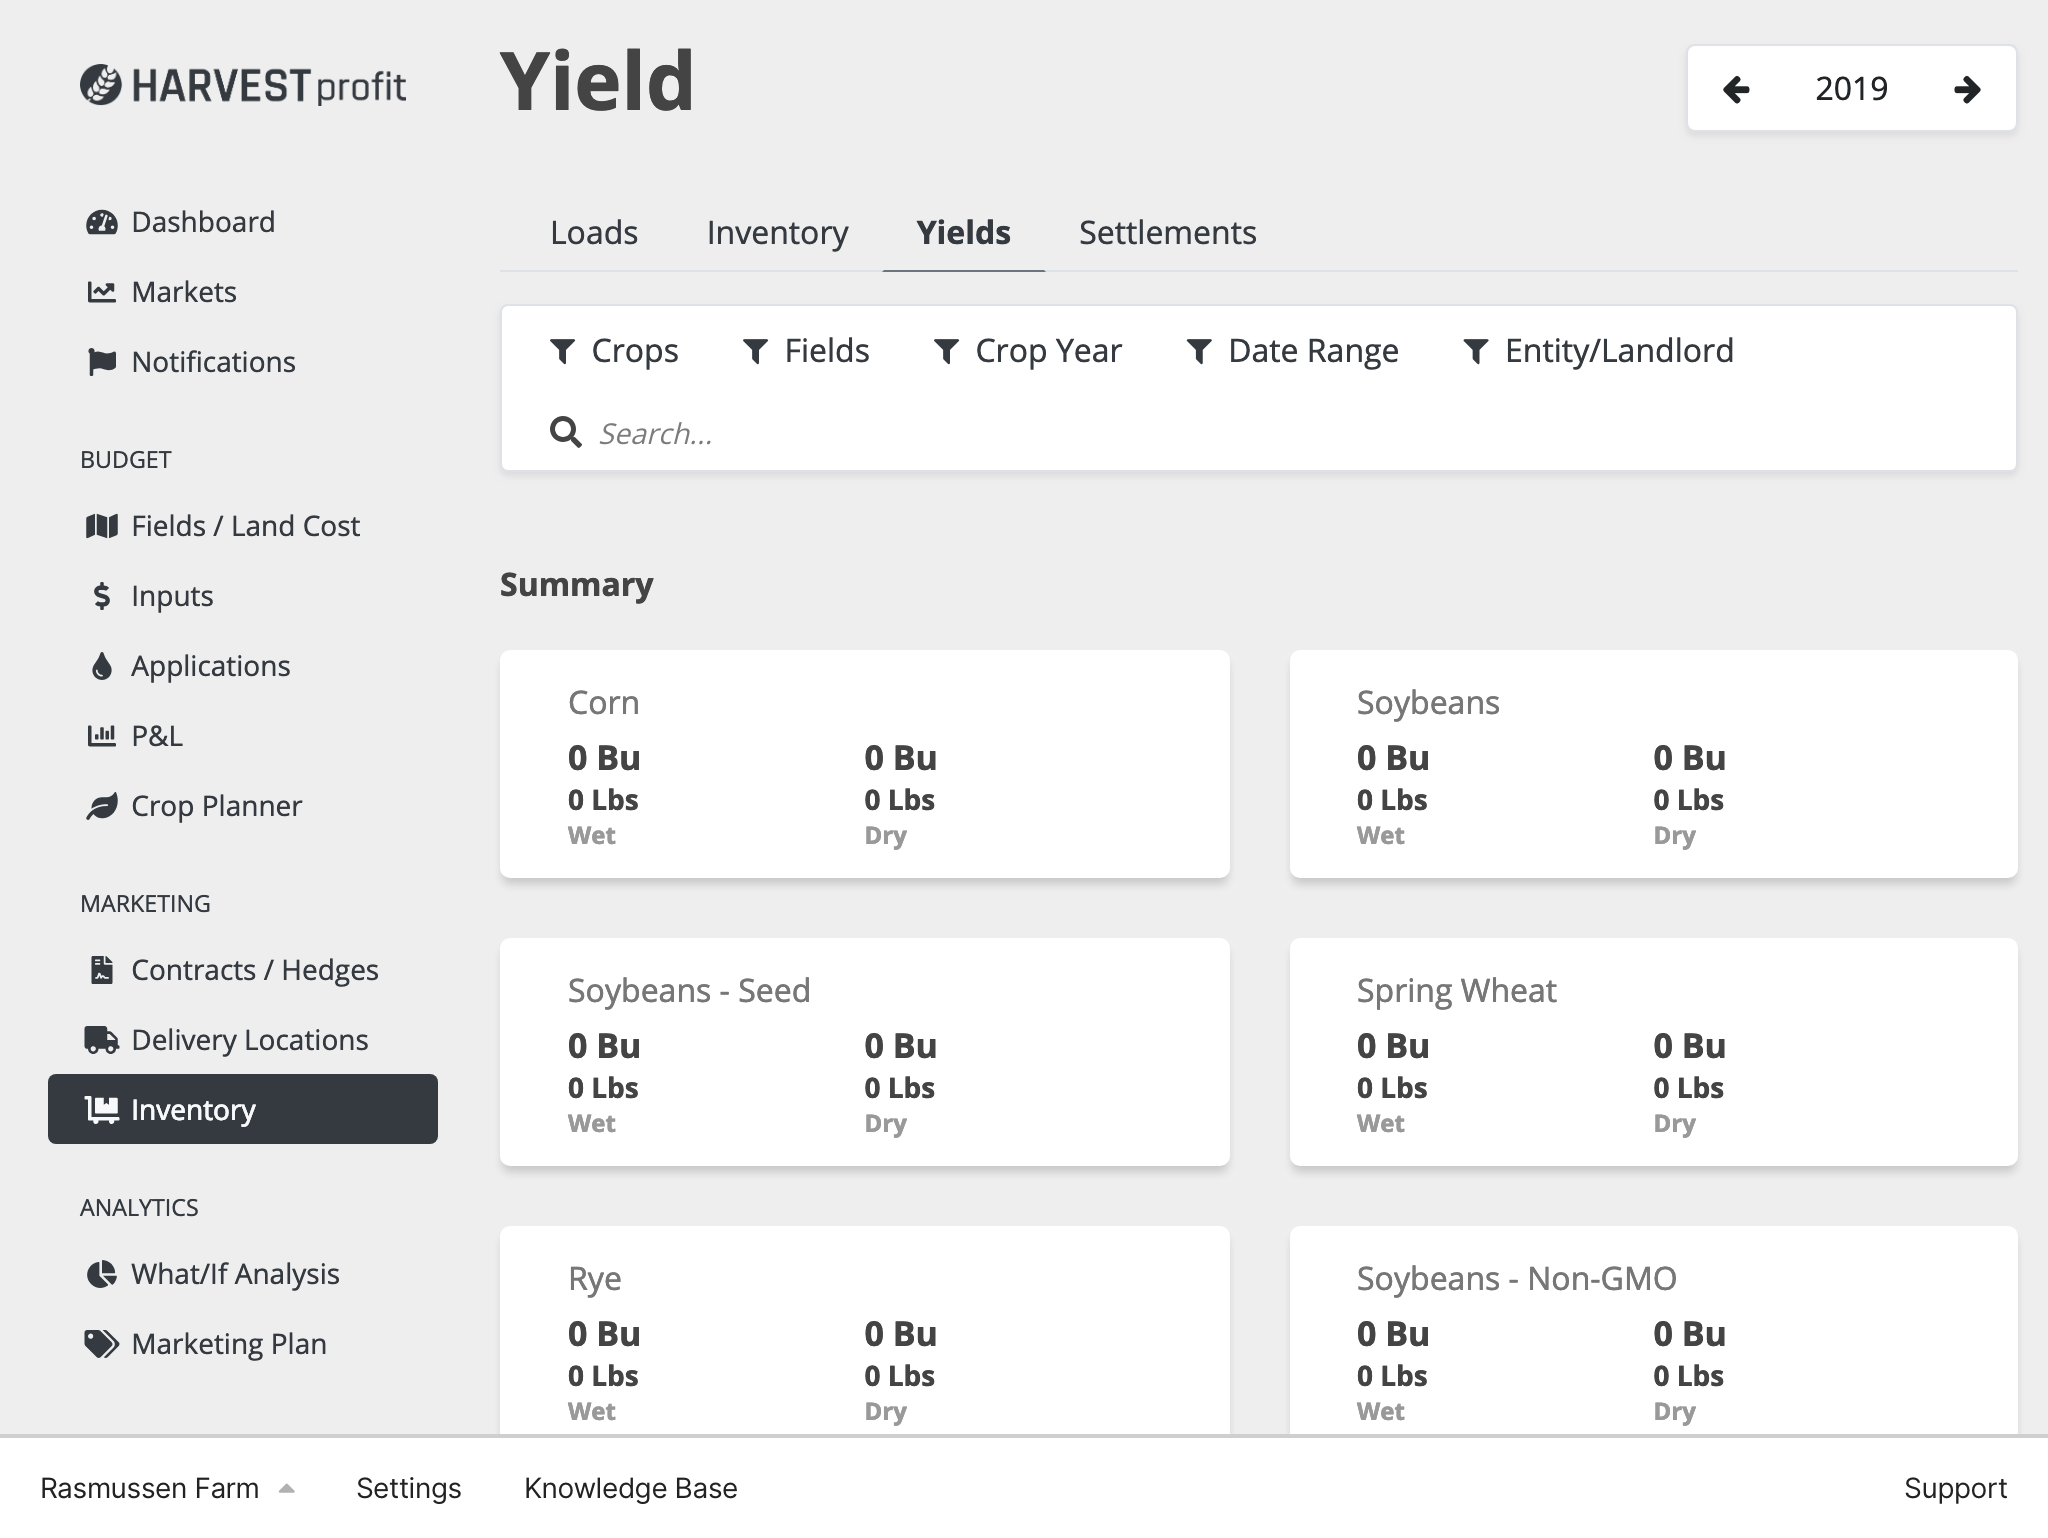 HARVEST profit
Yield
2019
Dashboard
Markets
Notifications
BUDGET
Fields / Land Cost
Inputs
Applications
P&L
Crop Planner
MARKETING
Contracts / Hedges
Delivery Locations
Inventory
ANALYTICS
What/If Analysis
Marketing Plan
Loads Inventory Yields Settlements
Crops Fields Crop Year Date Range Entity/Landlord
Search...
Summary
Corn
0 Bu 0 Bu
0 Lbs 0 Lbs
Wet Dry
Soybeans
0 Bu 0 Bu
0 Lbs 0 Lbs
Wet Dry
Soybeans - Seed
0 Bu 0 Bu
0 Lbs 0 Lbs
Wet Dry
Spring Wheat
0 Bu 0 Bu
0 Lbs 0 Lbs
Wet Dry
Rye
0 Bu 0 Bu
0 Lbs 0 Lbs
Wet Dry
Soybeans - Non-GMO
0 Bu 0 Bu
0 Lbs 0 Lbs
Wet Dry
Rasmussen Farm Settings Knowledge Base Support